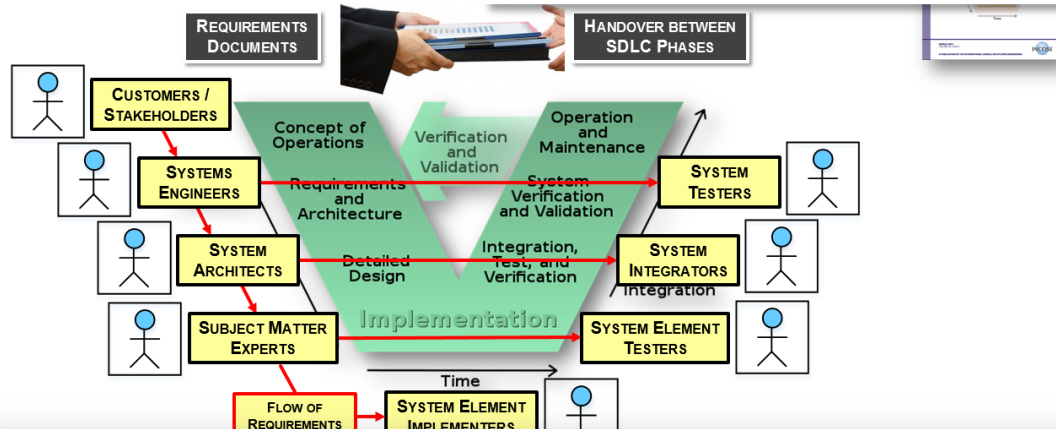 REQUIREMENTS
DOCUMENTS
HANDOVER BETWEEN
SDLC PHASES
Time
INCOSE
CUSTOMERS /
STAKEHOLDERS
Concept of
Operations
Verification
and
Validation
Operation
and
Maintenance
SYSTEMS
ENGINEERS
Requirements
and
Architecture
System
Verification
and Validation
SYSTEM
TESTERS
SYSTEM
ARCHITECTS
Detailed
Design
Integration,
Test, and
Verification
SYSTEM
INTEGRATORS
Integration
Implementation
SUBJECT MATTER
EXPERTS
SYSTEM ELEMENT
TESTERS
Time
FLOW OF
REQUIREMENTS
SYSTEM ELEMENT
IMPLEMENTERS